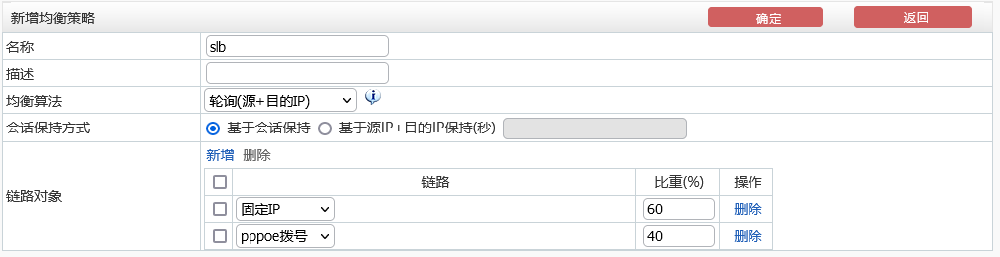 新增均衡策略 确定 返回
名称 slb
描述
均衡算法 轮询(源+目的IP)
会话保持方式 基于会话保持 基于源IP+目的IP保持(秒)
链路对象
新增 删除
链路 比重(%) 操作
固定IP 60 删除
pppoe拨号 40 删除